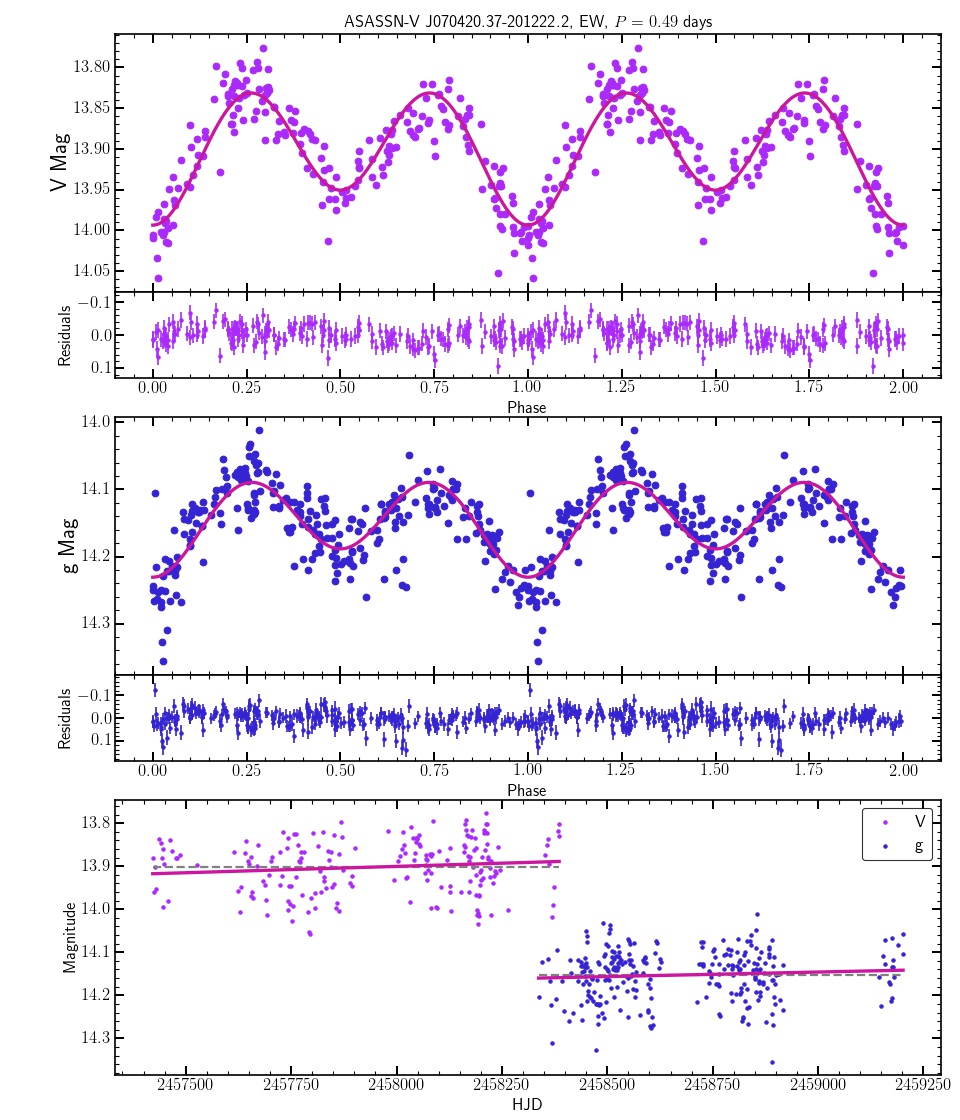 ASASSN-V J070420.37-201222.2, EW, P = 0.49 days
V Mag
13.80
13.85
13.90
13.95
14.00
14.05
Residuals
−0.1
0.0
0.1
0.00 0.25 0.50 0.75 1.00 1.25 1.50 1.75 2.00
Phase
g Mag
14.0
14.1
14.2
14.3
Residuals
−0.1
0.0
0.1
0.00 0.25 0.50 0.75 1.00 1.25 1.50 1.75 2.00
Phase
Magnitude
13.8
13.9
14.0
14.1
14.2
14.3
V
g
2457500 2457750 2458000 2458250 2458500 2458750 2459000 2459250
HJD